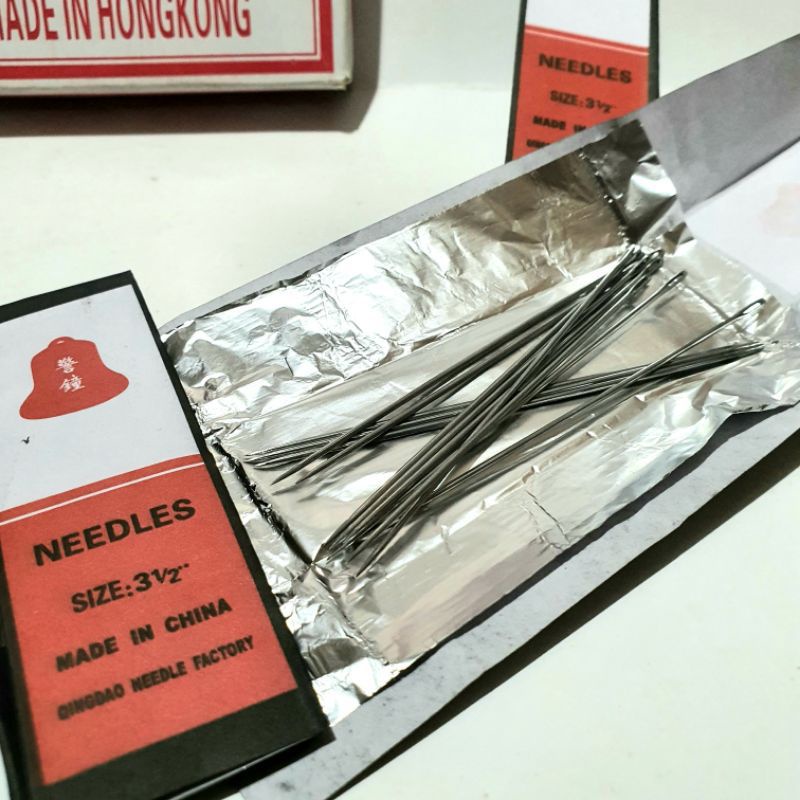 MADE IN HONGKONG
NEEDLES
SIZE:3½"
MADE IN
警鐘
NEEDLES
SIZE:3½"
MADE IN CHINA
QINGDAO NEEDLE FACTORY